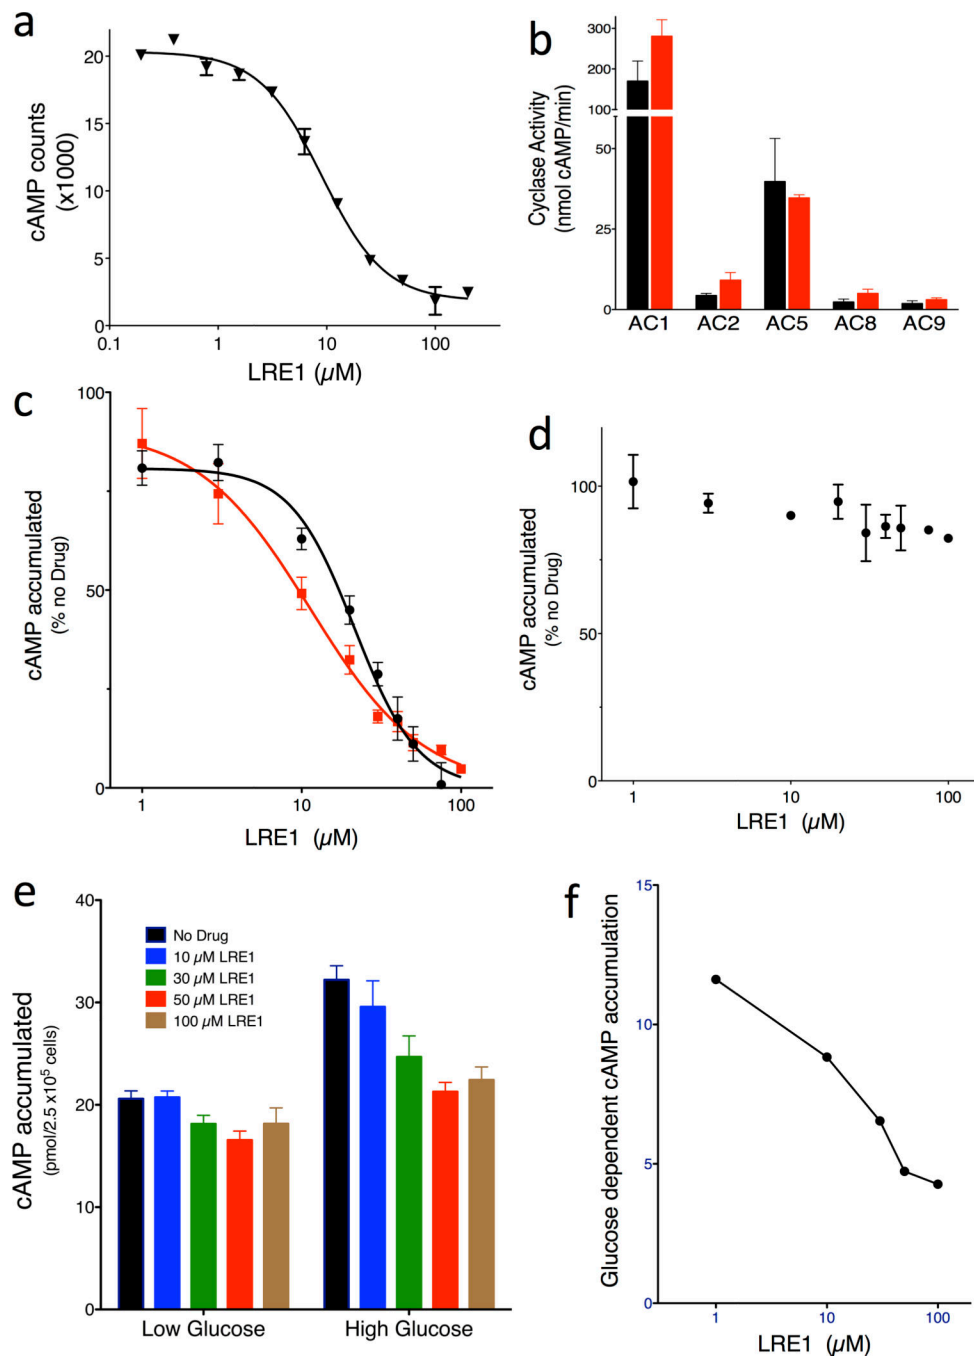 a
cAMP counts
(x1000)
20
15
10
5
0
0.1
1
10
100
LRE1 (µM)
b
Cyclase Activity
(nmol cAMP/min)
300
200
100
50
25
0
AC1
AC2
AC5
AC8
AC9
c
cAMP accumulated
(% no Drug)
100
50
0
1
10
100
LRE1 (µM)
d
cAMP accumulated
(% no Drug)
100
50
0
1
10
100
LRE1 (µM)
e
cAMP accumulated
(pmol/2.5 x10⁵ cells)
40
30
20
10
0
No Drug
10 µM LRE1
30 µM LRE1
50 µM LRE1
100 µM LRE1
Low Glucose
High Glucose
f
Glucose dependent cAMP accumulation
15
10
5
0
1
10
100
LRE1 (µM)